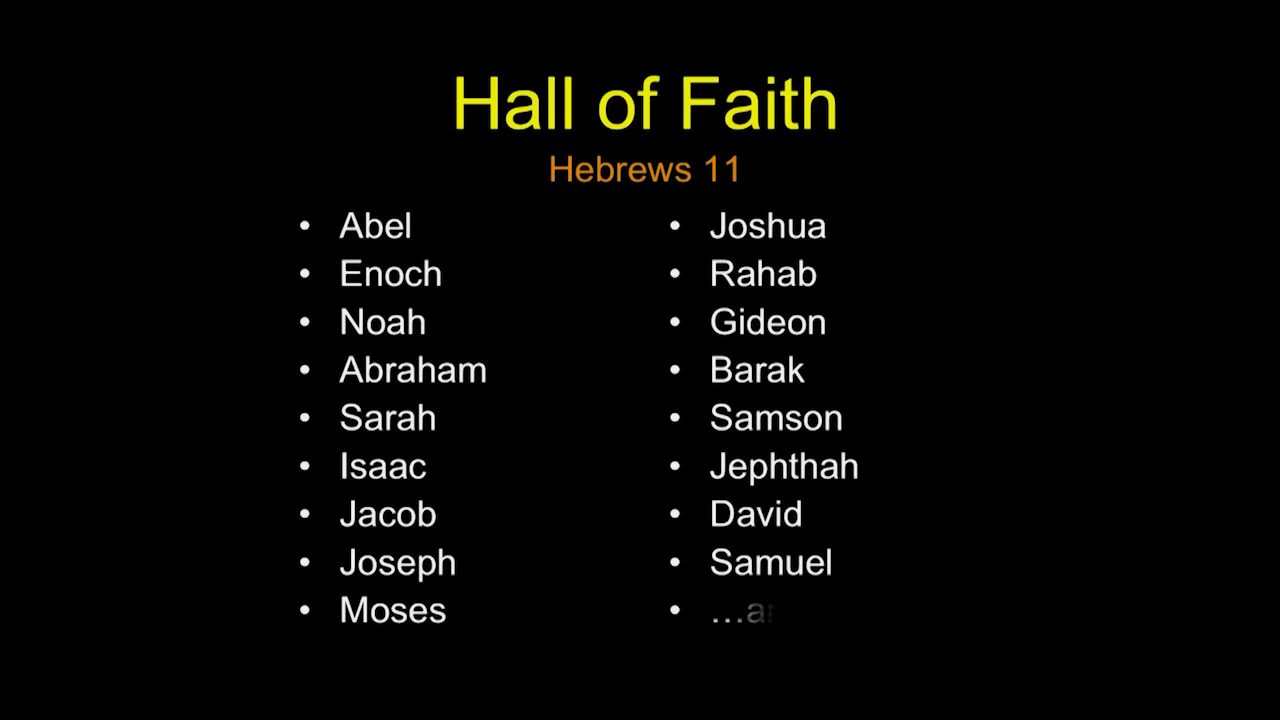 Hall of Faith
Hebrews 11
• Abel
• Enoch
• Noah
• Abraham
• Sarah
• Isaac
• Jacob
• Joseph
• Moses
• Joshua
• Rahab
• Gideon
• Barak
• Samson
• Jephthah
• David
• Samuel
• …